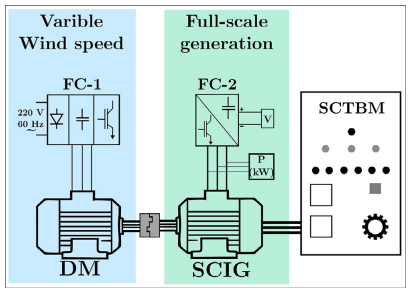 Varible
Wind speed
Full-scale
generation
FC-1
FC-2
220 V
60 Hz
~
+
-
V
P
(kW)
SCTBM
DM
SCIG